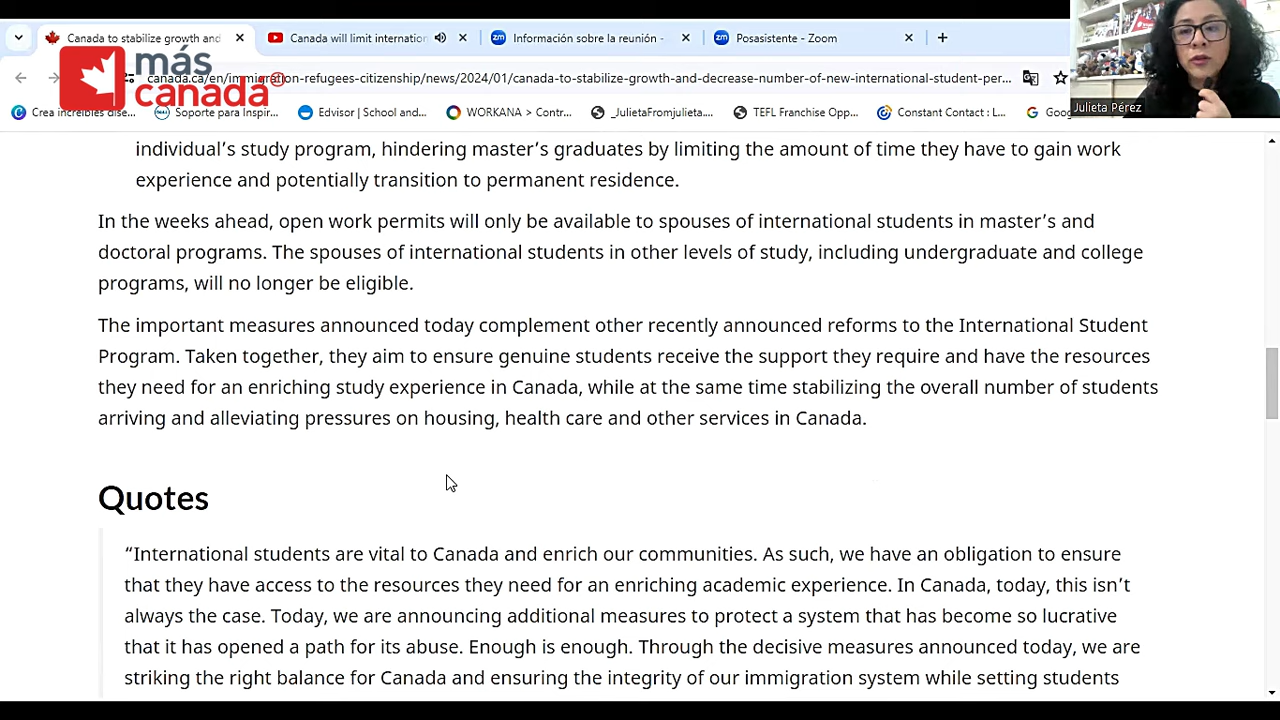 Canada to stabilize growth and
Canada will limit internation
Información sobre la reunión -
Posasistente - Zoom
más
canadá
canada.ca/en/immigration-refugees-citizenship/news/2024/01/canada-to-stabilize-growth-and-decrease-number-of-new-international-student-per...
Crea increíbles dise...
Soporte para Inspir...
Edvisor | School and...
WORKANA > Contr...
_JulietaFromjulieta....
TEFL Franchise Opp...
Constant Contact : L...
Goog
Julieta Pérez
individual's study program, hindering master's graduates by limiting the amount of time they have to gain work
experience and potentially transition to permanent residence.
In the weeks ahead, open work permits will only be available to spouses of international students in master's and
doctoral programs. The spouses of international students in other levels of study, including undergraduate and college
programs, will no longer be eligible.
The important measures announced today complement other recently announced reforms to the International Student
Program. Taken together, they aim to ensure genuine students receive the support they require and have the resources
they need for an enriching study experience in Canada, while at the same time stabilizing the overall number of students
arriving and alleviating pressures on housing, health care and other services in Canada.
Quotes
"International students are vital to Canada and enrich our communities. As such, we have an obligation to ensure
that they have access to the resources they need for an enriching academic experience. In Canada, today, this isn't
always the case. Today, we are announcing additional measures to protect a system that has become so lucrative
that it has opened a path for its abuse. Enough is enough. Through the decisive measures announced today, we are
striking the right balance for Canada and ensuring the integrity of our immigration system while setting students